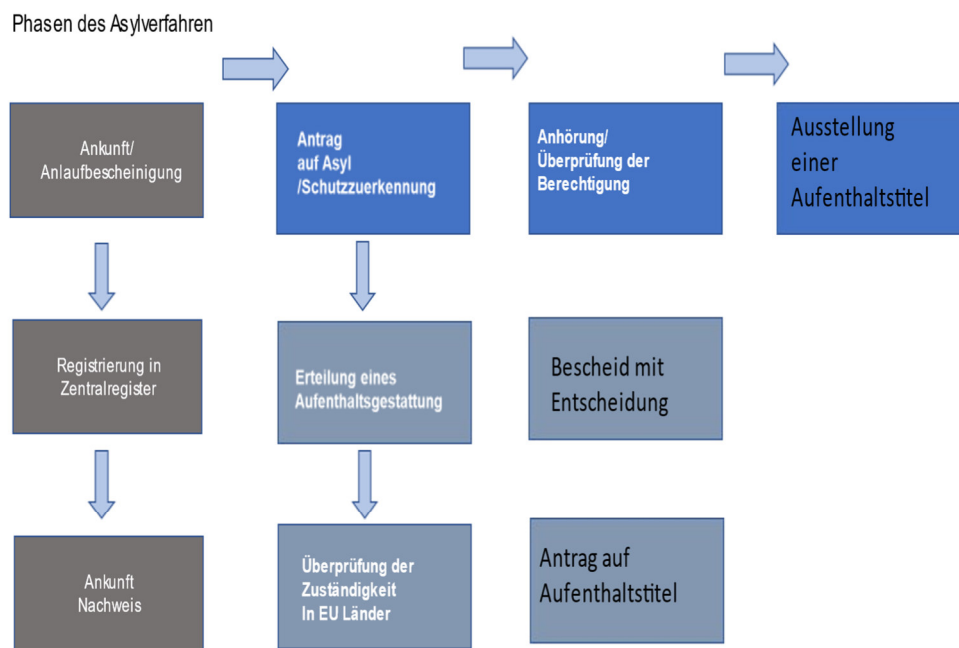 Phasen des Asylverfahren
Ankunft/
Anlaufbescheinigung
Antrag
auf Asyl
/Schutzzuerkennung
Anhörung/
Überprüfung der
Berechtigung
Ausstellung
einer
Aufenthaltstitel
Registrierung in
Zentralregister
Erteilung eines
Aufenthaltsgestattung
Bescheid mit
Entscheidung
Ankunft
Nachweis
Überprüfung der
Zuständigkeit
In EU Länder
Antrag auf
Aufenthaltstitel